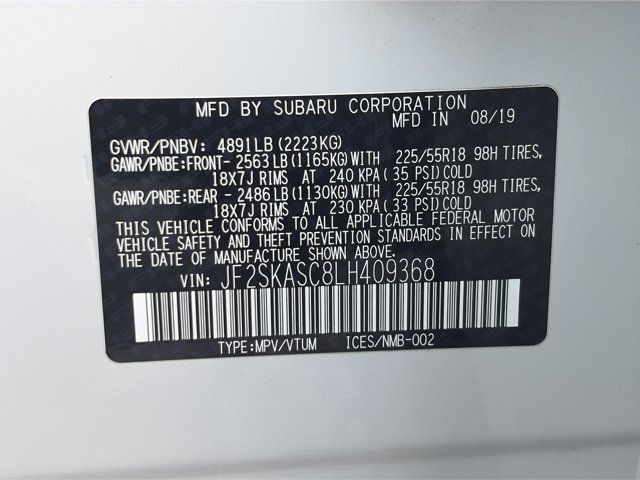 MFD BY SUBARU CORPORATION
MFD IN 08/19
GVWR/PNBV: 4891LB (2223KG)
GAWR/PNBE:FRONT- 2563 LB (1165KG) WITH 225/55R18 98H TIRES,
18X7J RIMS AT 240 KPA (35 PSI) COLD
GAWR/PNBE:REAR - 2486 LB (1130KG) WITH 225/55R18 98H TIRES,
18X7J RIMS AT 230 KPA (33 PSI) COLD
THIS VEHICLE CONFORMS TO ALL APPLICABLE FEDERAL MOTOR
VEHICLE SAFETY AND THEFT PREVENTION STANDARDS IN EFFECT ON
THE DATE OF MANUFACTURE SHOWN ABOVE.
VIN: JF2SKASC8LH409368
TYPE:MPV/VTUM ICES/NMB-002